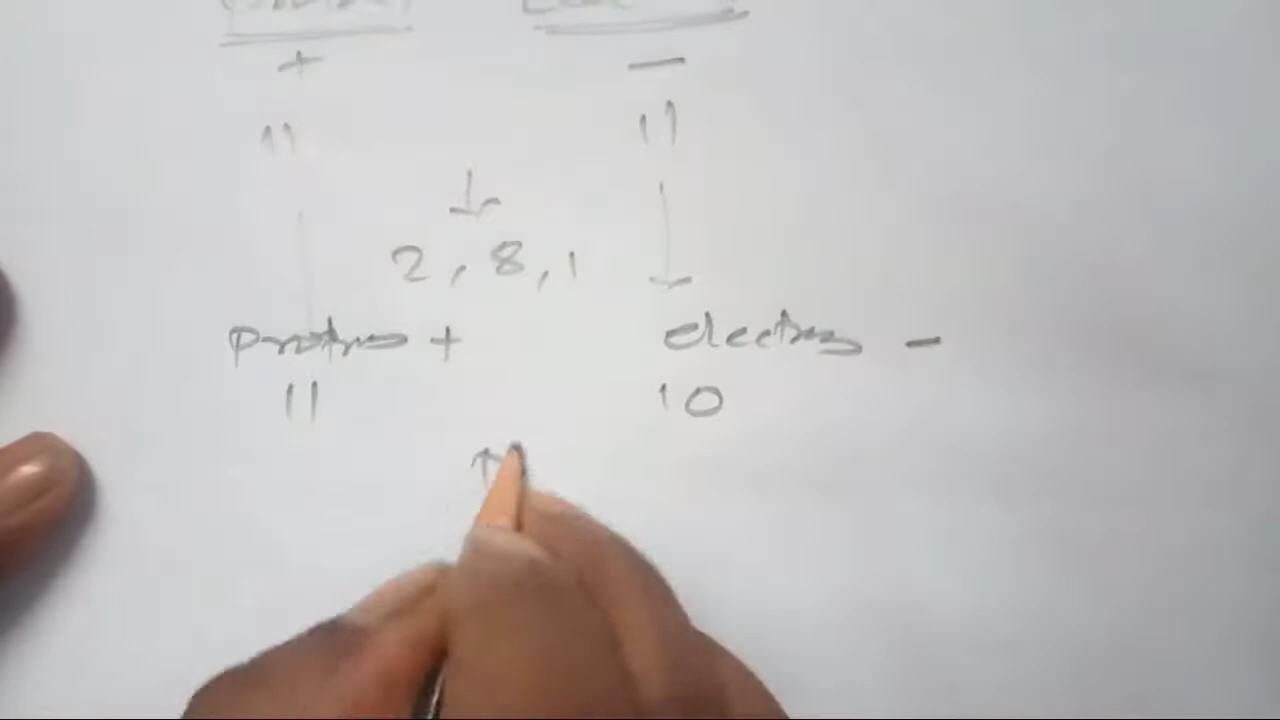 + −
11 11
2, 8, 1
protons + electrons −
11 10